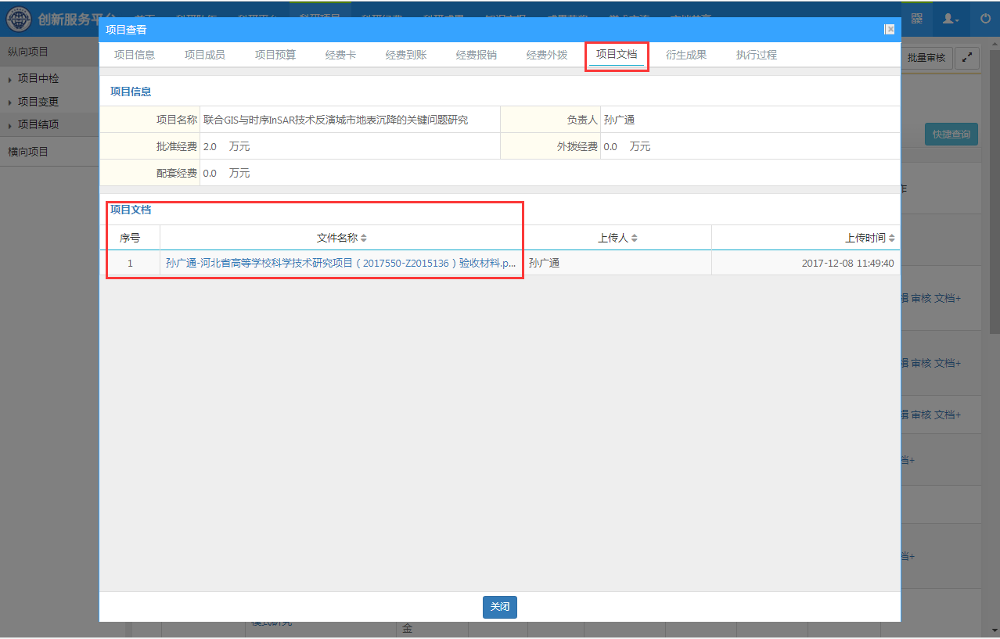 创新服务平台
项目查看
项目信息 项目成员 项目预算 经费卡 经费到账 经费报销 经费外拨 项目文档 衍生成果 执行过程
纵向项目
批量审核
项目中检
项目变更
项目结项
横向项目
项目信息
项目名称 联合GIS与时序InSAR技术反演城市地表沉降的关键问题研究 负责人 孙广通
批准经费 2.0 万元 外拨经费 0.0 万元
快捷查询
配套经费 0.0 万元
项目文档
序号 文件名称 上传人 上传时间
1 孙广通-河北省高等学校科学技术研究项目（2017550-Z2015136）验收材料.p... 孙广通 2017-12-08 11:49:40
审核 文档+
审核 文档+
审核 文档+
档+
档+
关闭
模式研究
金